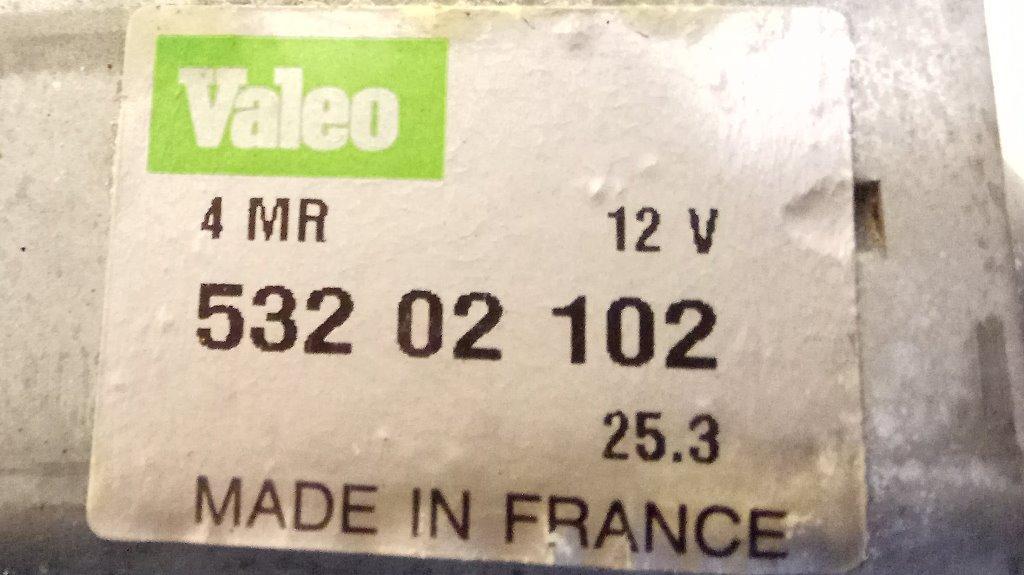 Valeo
4 MR 12 V
532 02 102
25.3
MADE IN FRANCE